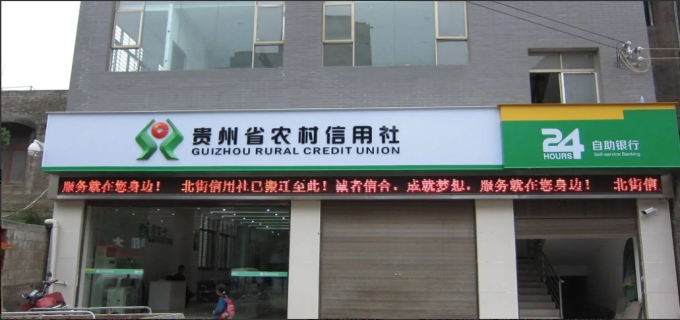 贵州省农村信用社
GUIZHOU RURAL CREDIT UNION
24
HOURS
自助银行
Self-service Banking
服务就在您身边! 北街信用社已搬迁至此!诚者信合,成就梦想,服务就在您身边! 北街信